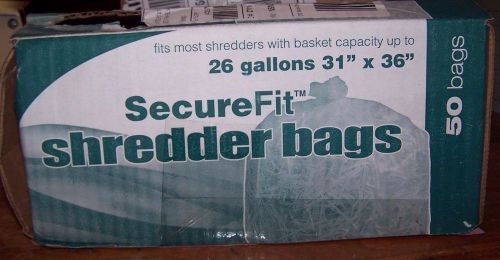 fits most shredders with basket capacity up to
26 gallons 31” x 36”
SecureFit™
shredder bags
50 bags